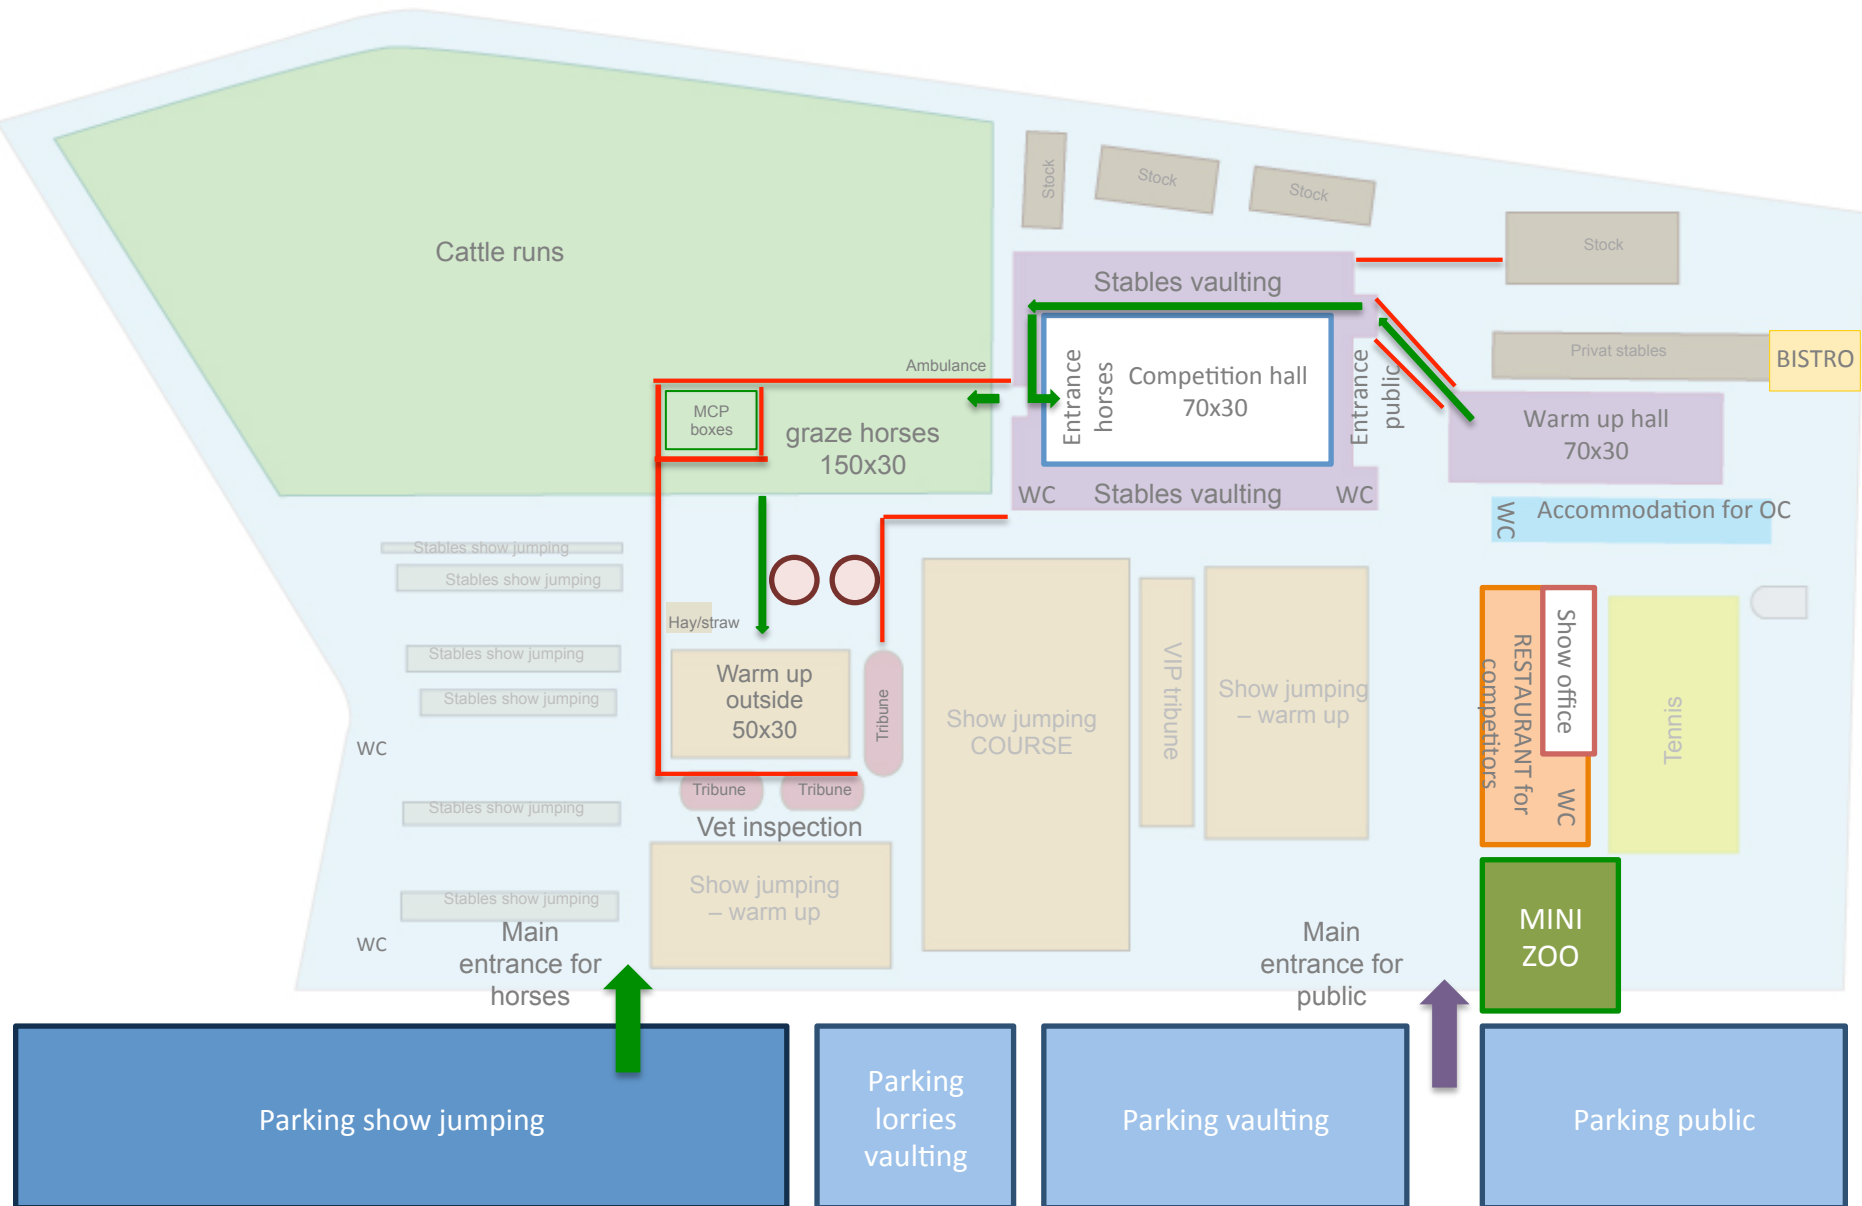 Stock
Stock
Stock
Stock
Cattle runs
Stables vaulting
Ambulance
Entrance
horses
Competition hall
70x30
Entrance
public
Privat stables
BISTRO
MCP
boxes
graze horses
150x30
Warm up hall
70x30
WC
Stables vaulting
WC
WC
Accommodation for OC
Stables show jumping
Stables show jumping
Hay/straw
Stables show jumping
Stables show jumping
WC
Stables show jumping
Stables show jumping
WC
Warm up
outside
50x30
Tribune
Tribune
Tribune
Vet inspection
Show jumping
– warm up
Show jumping
COURSE
VIP tribune
Show jumping
– warm up
Show office
RESTAURANT for
competitors
WC
Tennis
MINI
ZOO
Main
entrance for
horses
Main
entrance for
public
Parking show jumping
Parking
lorries
vaulting
Parking vaulting
Parking public